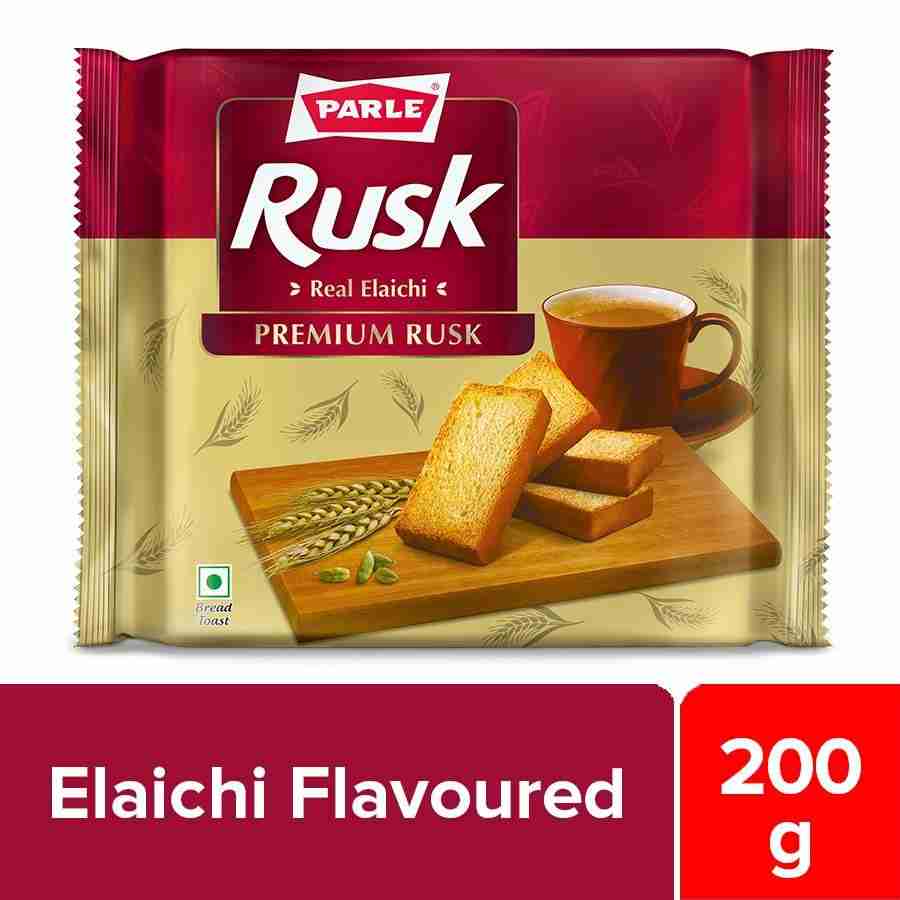 PARLE®
Rusk
Real Elaichi
PREMIUM RUSK
Bread
Toast
Elaichi Flavoured
200
g